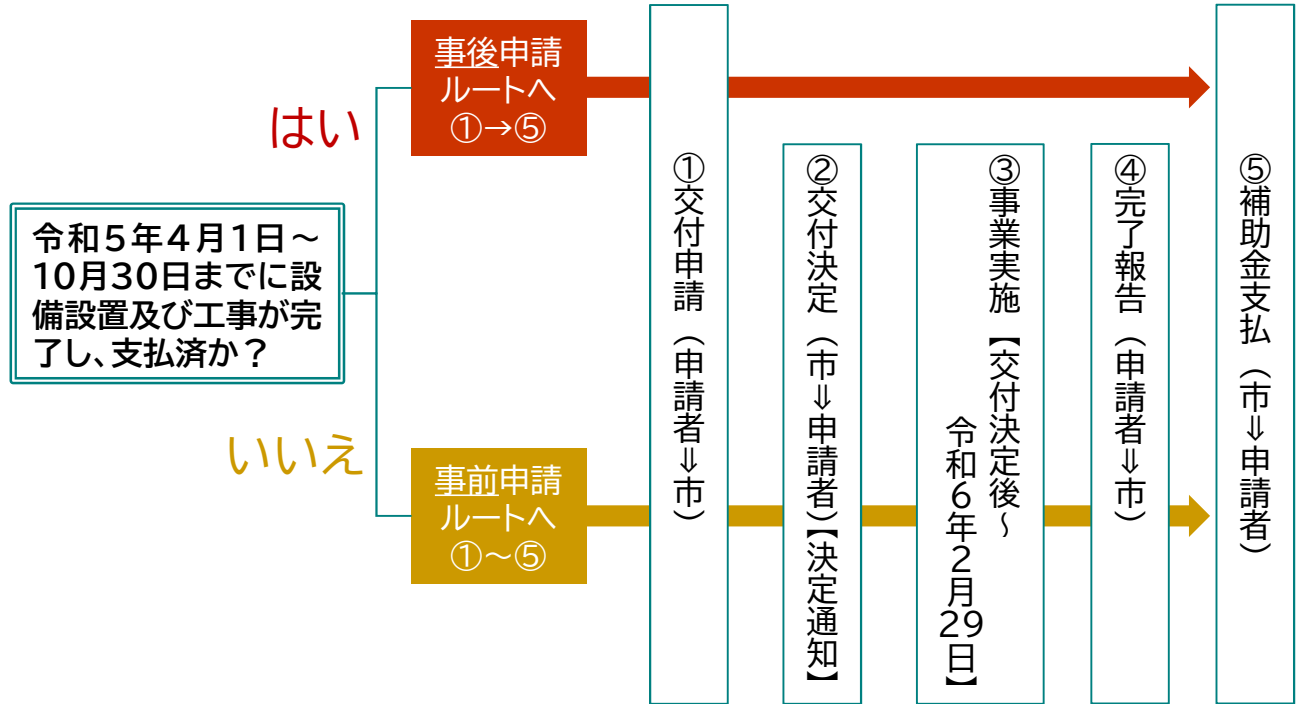 はい
事後申請
ルートへ
①→⑤
令和5年4月1日～
10月30日までに設
備設置及び工事が完
了し、支払済か？
いいえ
事前申請
ルートへ
①～⑤
①交付申請（申請者⇒市）
②交付決定（市⇒申請者）【決定通知】
③事業実施【交付決定後～
令和6年2月29日】
④完了報告（申請者⇒市）
⑤補助金支払（市⇒申請者）